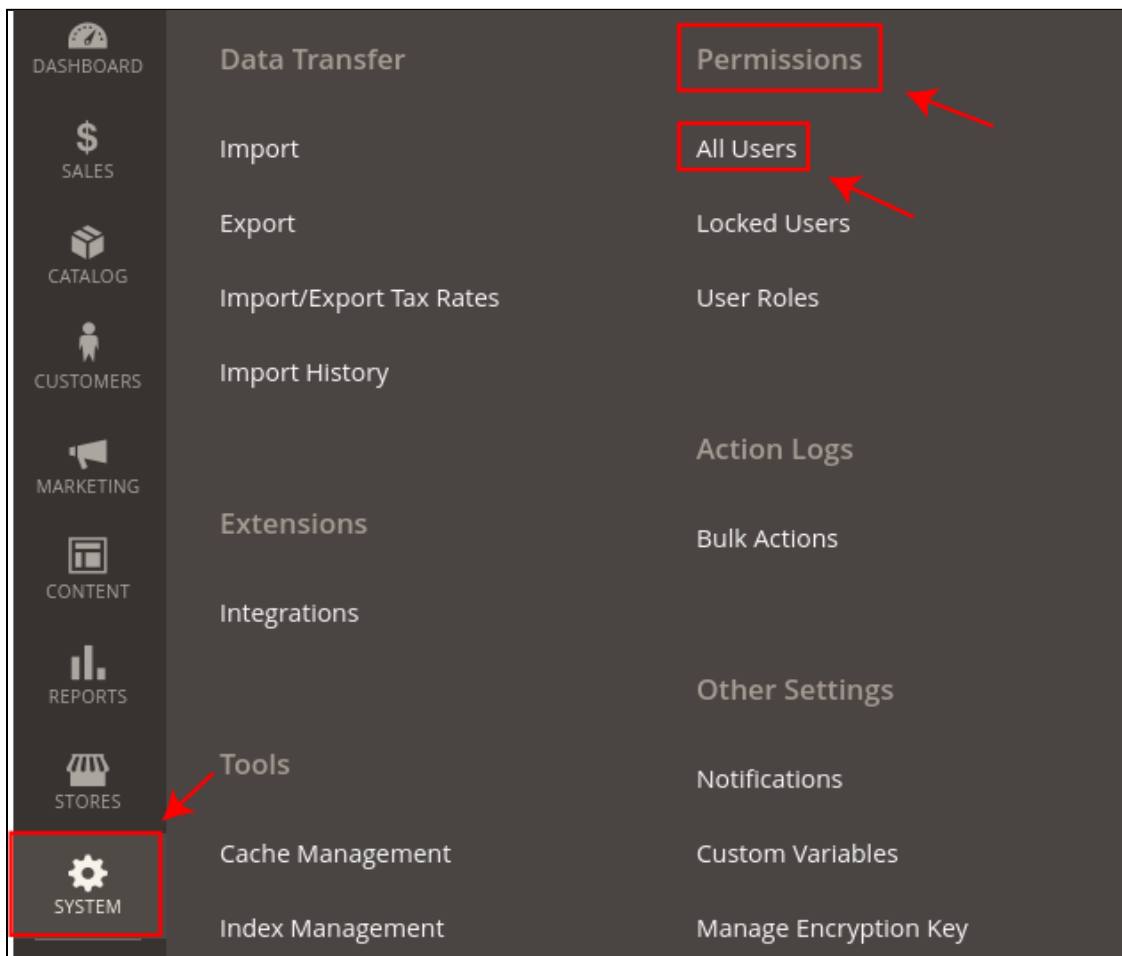 DASHBOARD
SALES
CATALOG
CUSTOMERS
MARKETING
CONTENT
REPORTS
STORES
SYSTEM
Data Transfer
Import
Export
Import/Export Tax Rates
Import History
Extensions
Integrations
Tools
Cache Management
Index Management
Permissions
All Users
Locked Users
User Roles
Action Logs
Bulk Actions
Other Settings
Notifications
Custom Variables
Manage Encryption Key